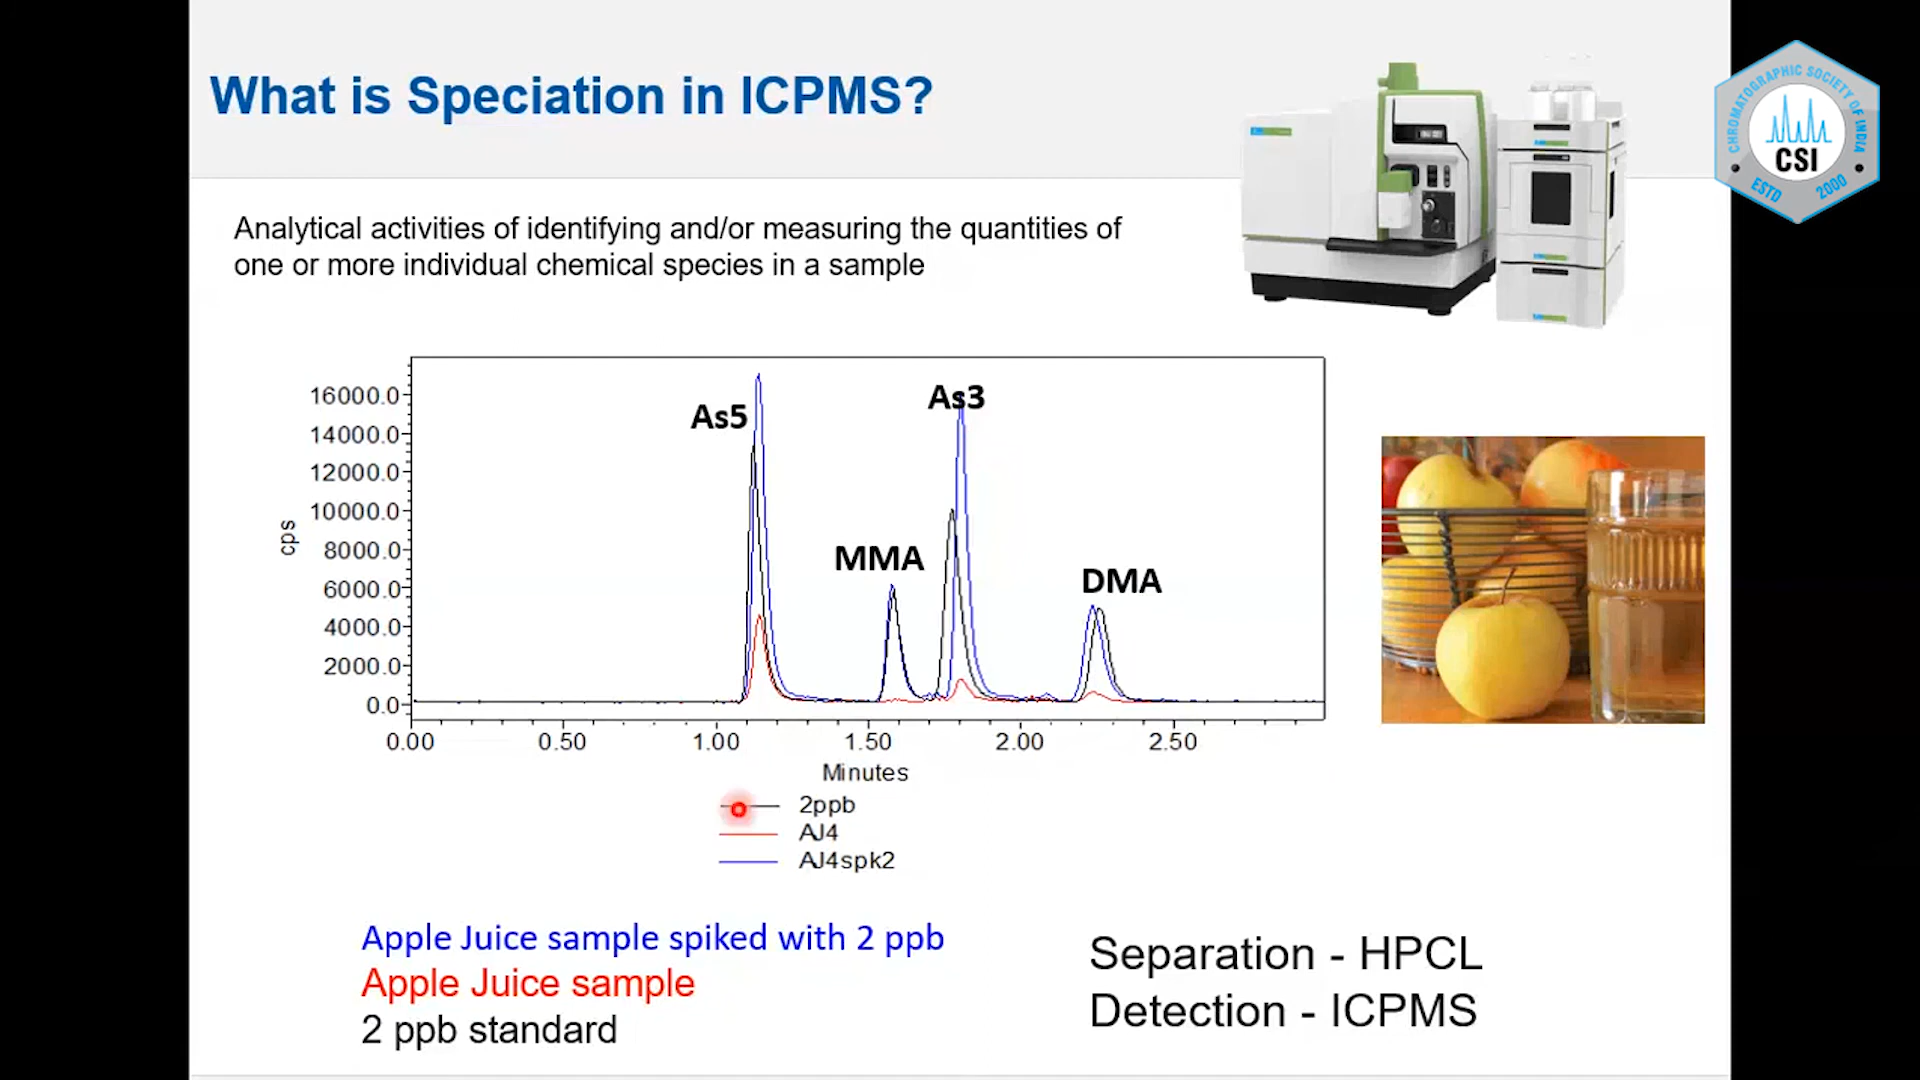 What is Speciation in ICPMS?
CHROMATOGRAPHIC SOCIETY OF INDIA
CSI
ESTD 2000
Analytical activities of identifying and/or measuring the quantities of
one or more individual chemical species in a sample
As5
As3
MMA
DMA
cps
16000.0
14000.0
12000.0
10000.0
8000.0
6000.0
4000.0
2000.0
0.0
0.00 0.50 1.00 1.50 2.00 2.50
Minutes
2ppb
AJ4
AJ4spk2
Apple Juice sample spiked with 2 ppb
Apple Juice sample
2 ppb standard
Separation - HPCL
Detection - ICPMS